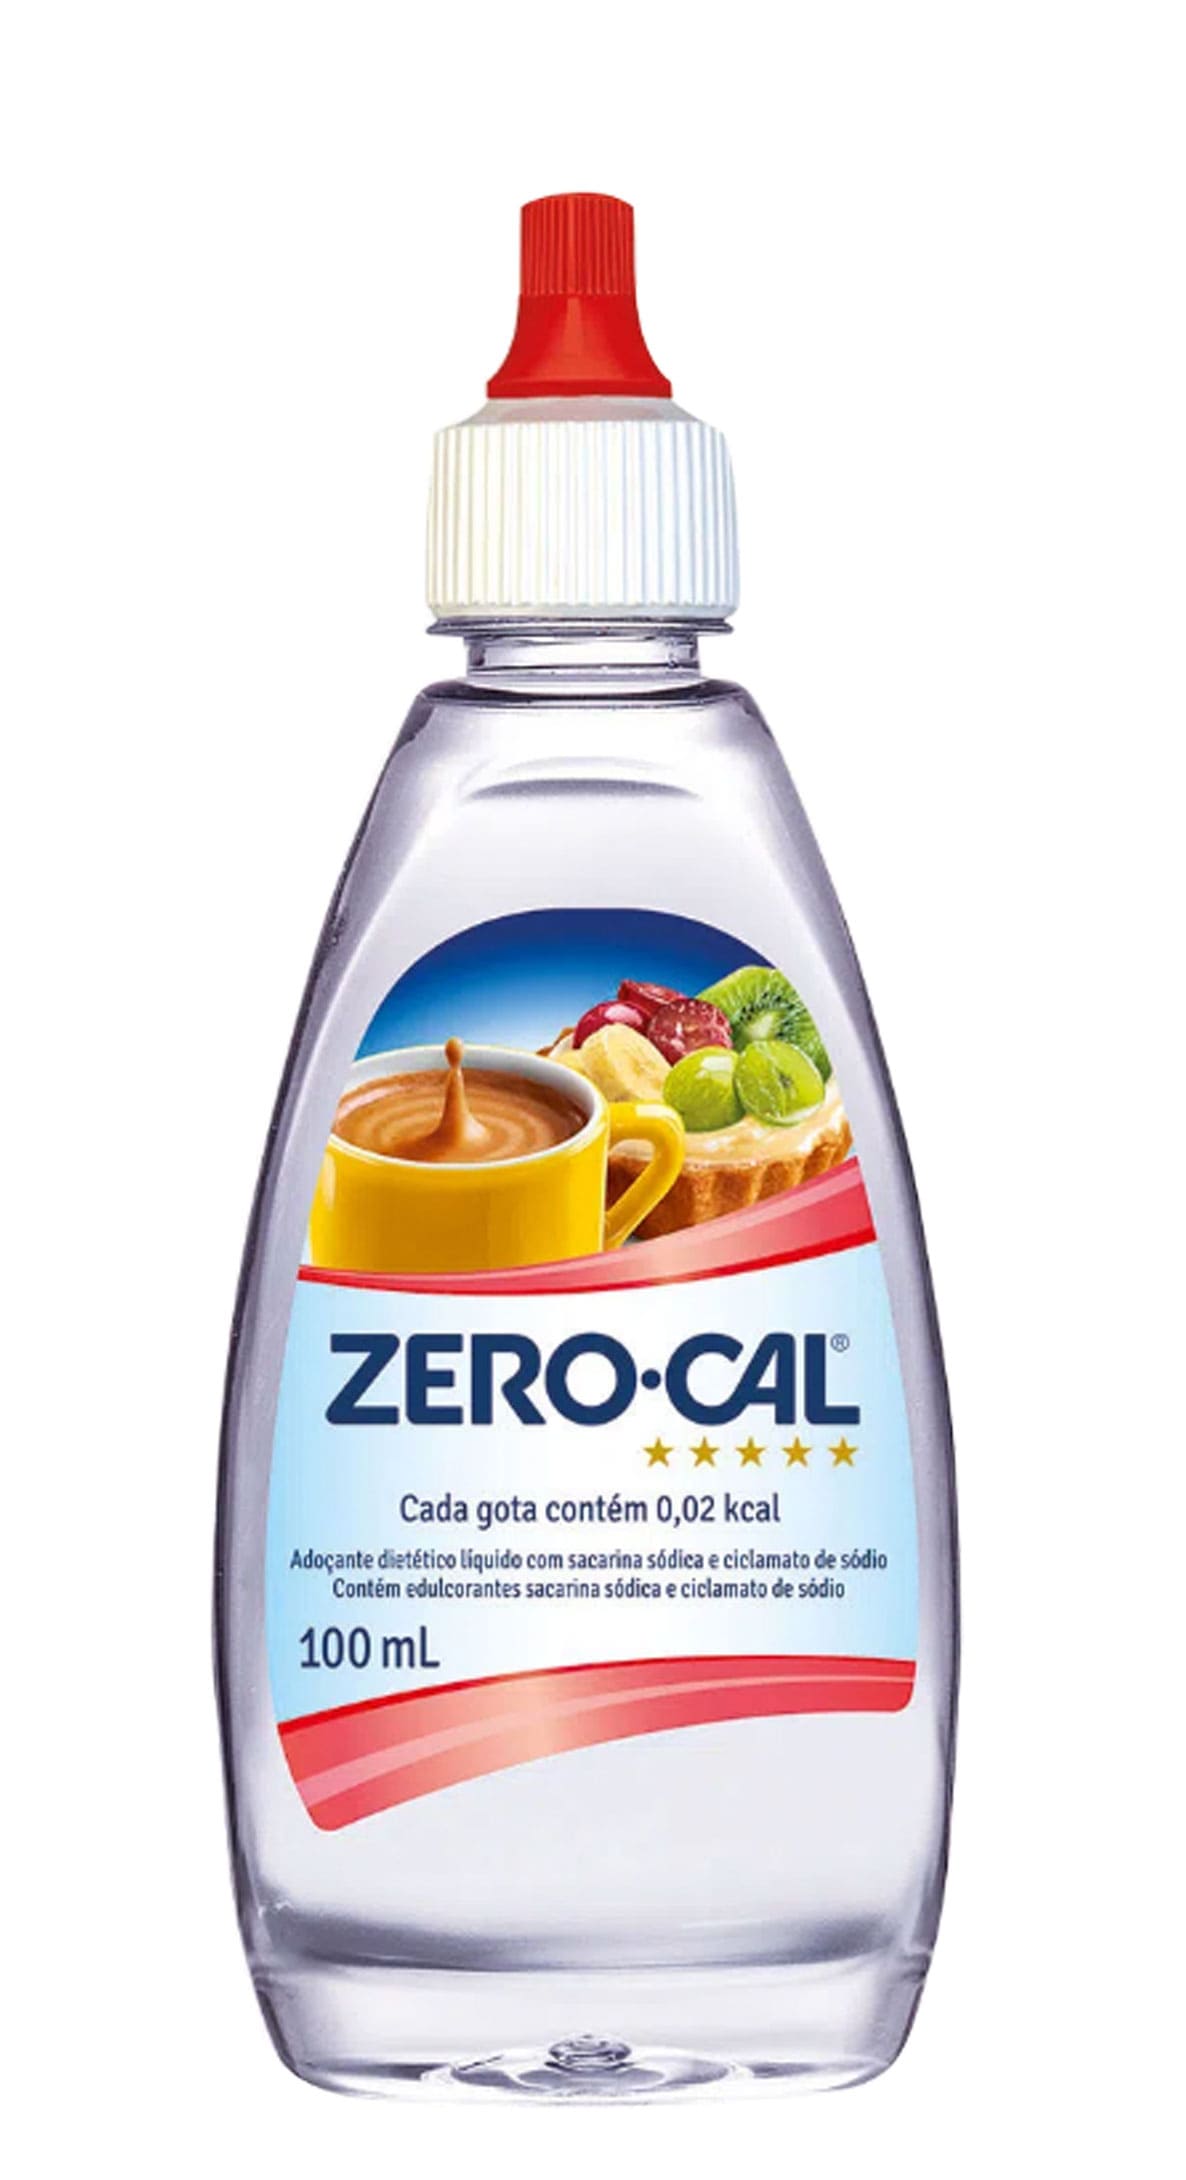 ZERO·CAL®
Cada gota contém 0,02 kcal
Adoçante dietético líquido com sacarina sódica e ciclamato de sódio
Contém edulcorantes sacarina sódica e ciclamato de sódio
100 mL